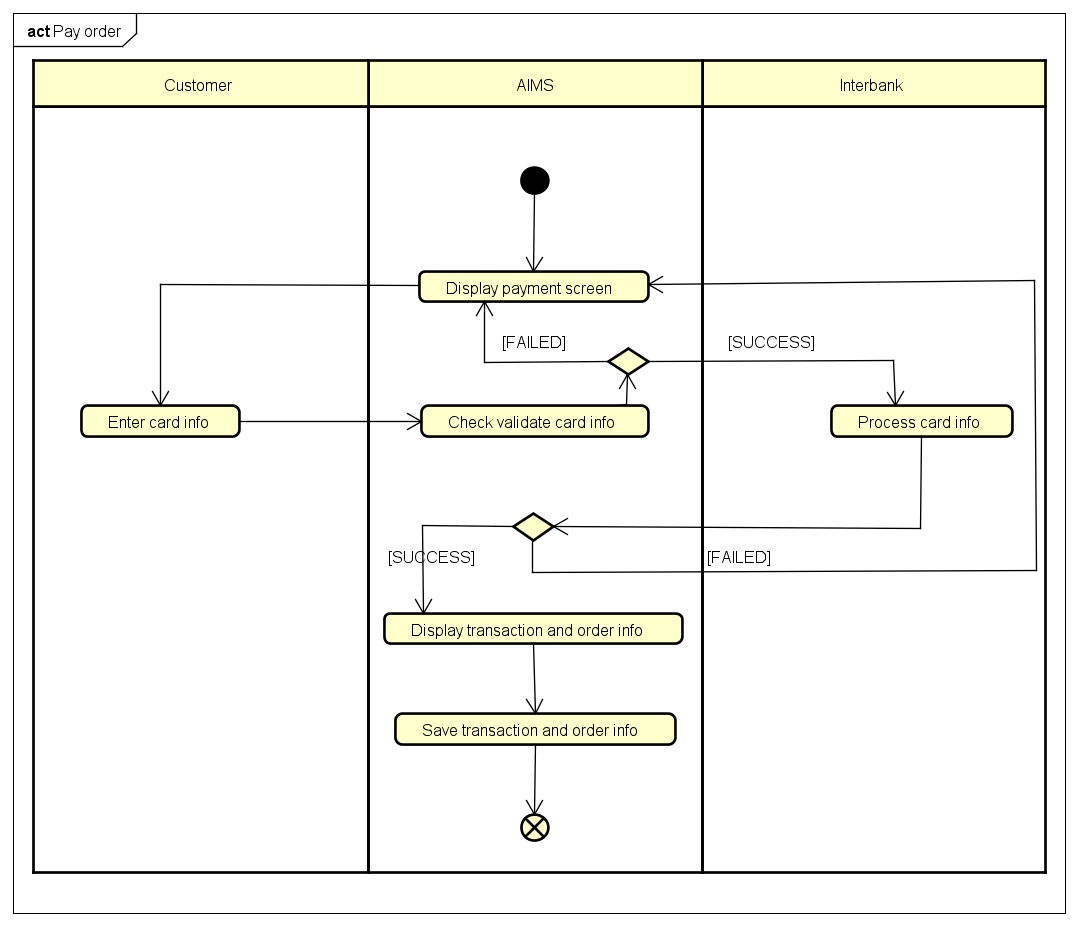 act Pay order
Customer
AIMS
Interbank
Display payment screen
[FAILED]
[SUCCESS]
Enter card info
Check validate card info
Process card info
[SUCCESS]
[FAILED]
Display transaction and order info
Save transaction and order info